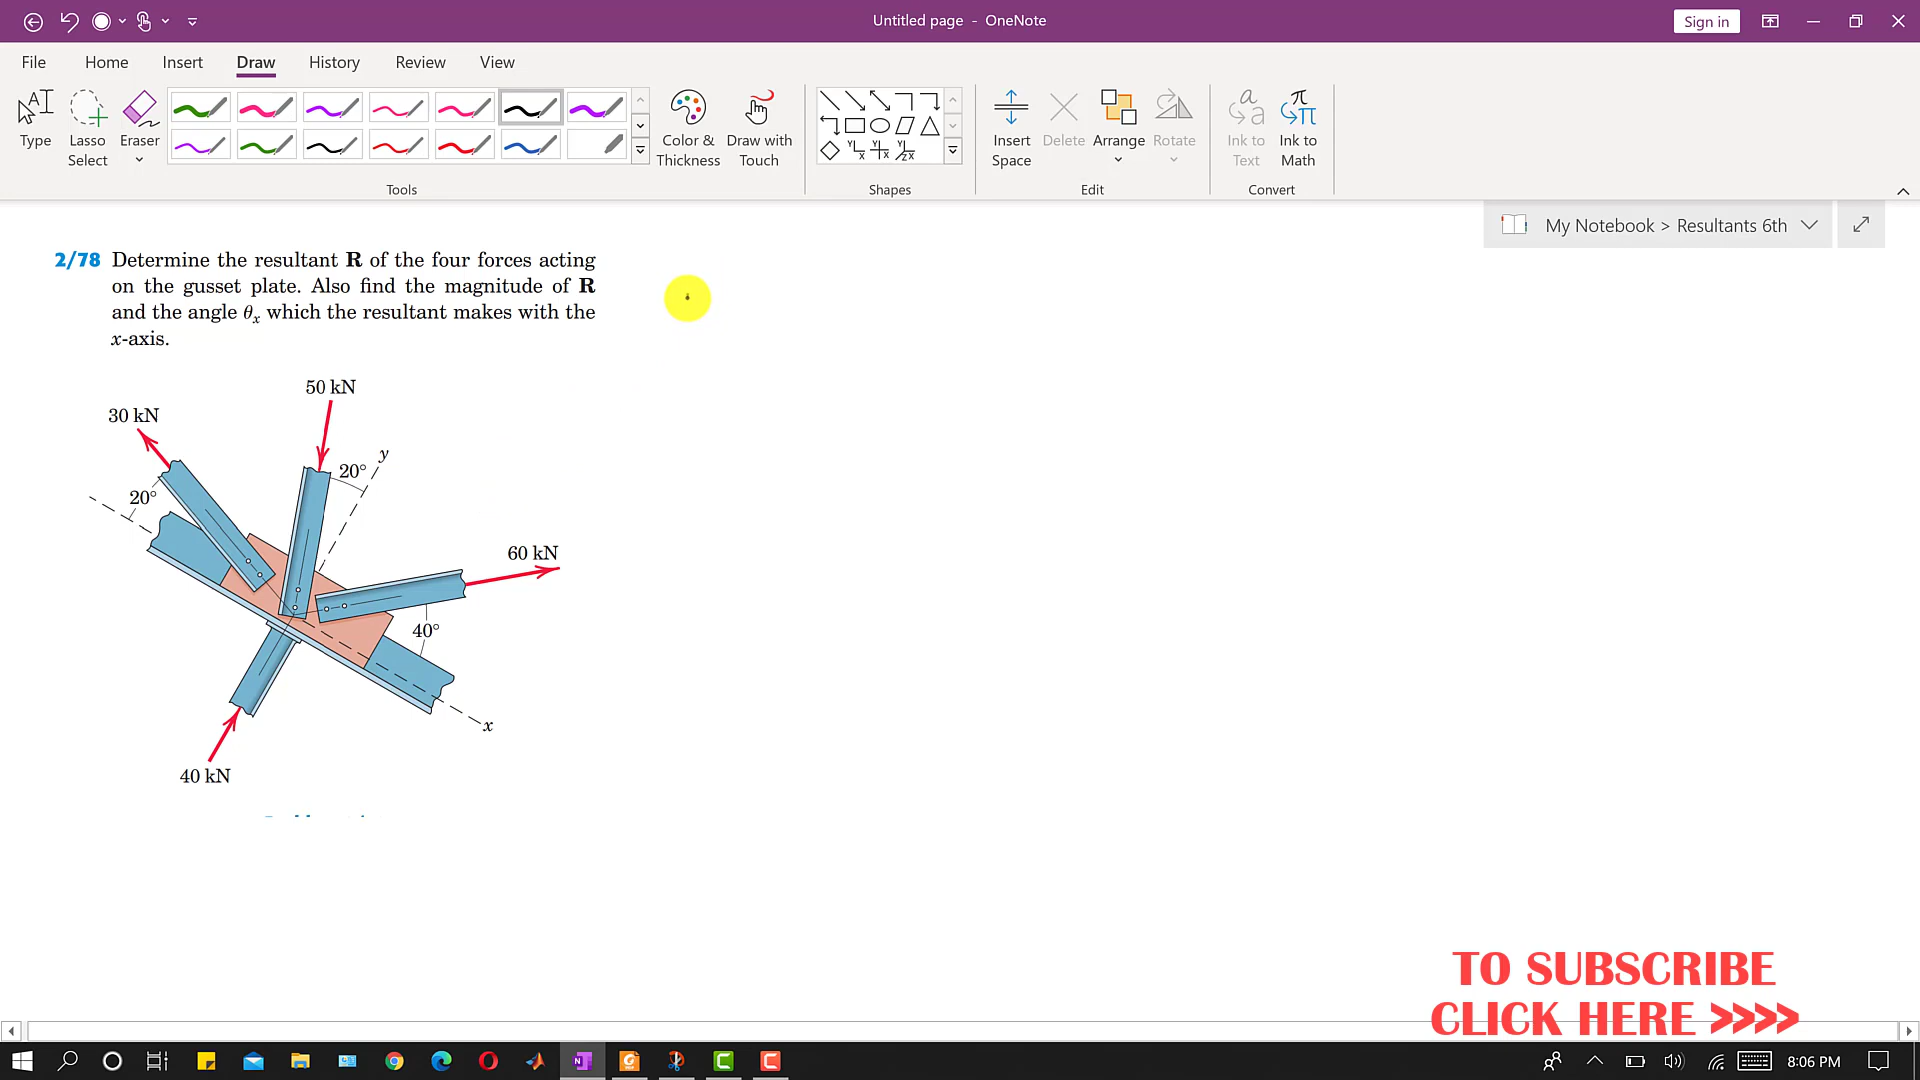 Untitled page - OneNote
Sign in
File Home Insert Draw History Review View
Type
Lasso Select
Eraser
Color & Thickness
Draw with Touch
Insert Space
Delete
Arrange
Rotate
Ink to Text
Ink to Math
Tools
Shapes
Edit
Convert
My Notebook > Resultants 6th
2/78 Determine the resultant R of the four forces acting
on the gusset plate. Also find the magnitude of R
and the angle θx which the resultant makes with the
x-axis.
50 kN
30 kN
y
20°
20°
60 kN
40°
x
40 kN
TO SUBSCRIBE
CLICK HERE >>>>
8:06 PM